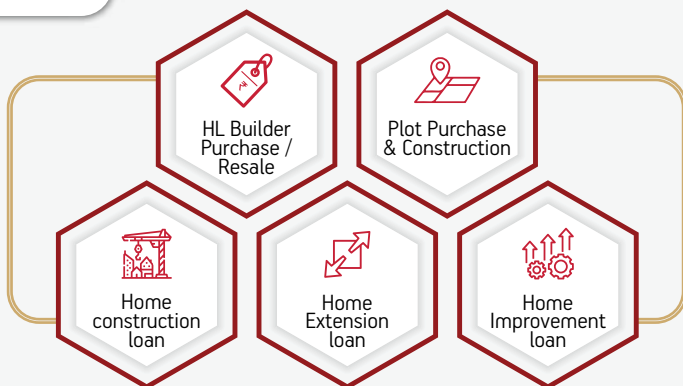 HL Builder
Purchase /
Resale
Plot Purchase
& Construction
Home
construction
loan
Home
Extension
loan
Home
Improvement
loan